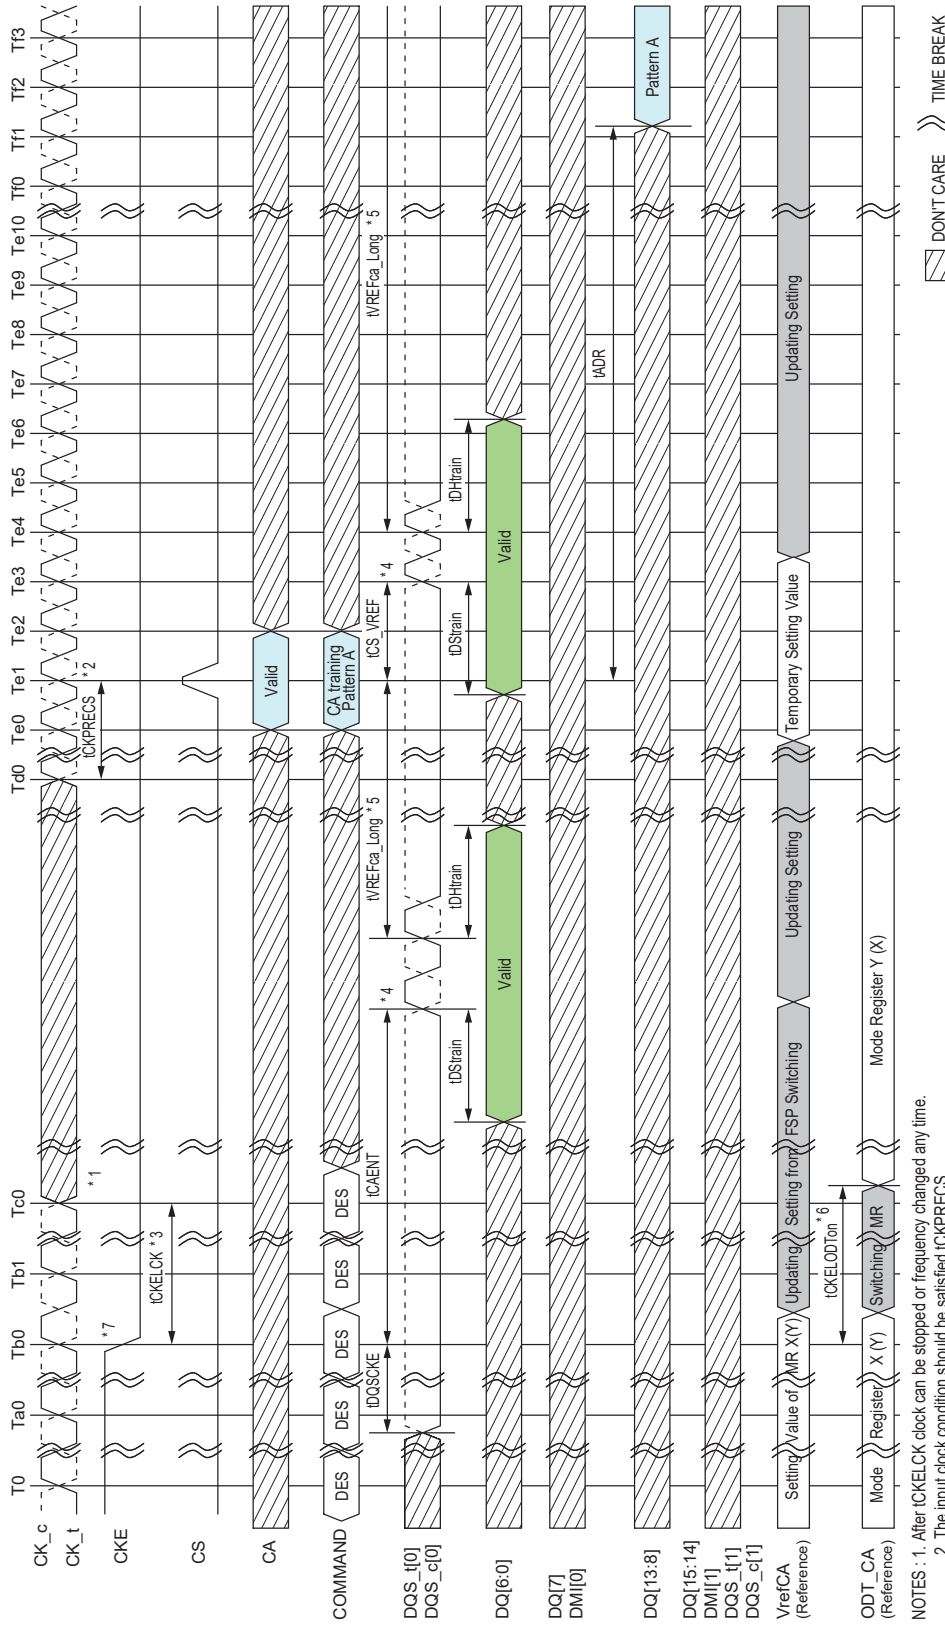 T0 Ta0 Tb0 Tb1 Tc0 Td0 Te0 Te1 Te2 Te3 Te4 Te5 Te6 Te7 Te8 Te9 Te10 Tf0 Tf1 Tf2 Tf3
CK_c
CK_t
* 1
tCKPRECS * 2
CKE
* 7
tCKELCK * 3
CS
CA
Valid
COMMAND
DES DES DES DES DES
CA training
Pattern A
tDQSCKE
tCAENT
tVREFca_Long * 5
tCS_VREF
tVREFca_Long * 5
* 4
* 4
DQS_t[0]
DQS_c[0]
tDStrain
tDHtrain
tDStrain
tDHtrain
DQ[6:0]
Valid
Valid
DQ[7]
DMI[0]
tADR
DQ[13:8]
Pattern A
DQ[15:14]
DMI[1]
DQS_t[1]
DQS_c[1]
VrefCA
(Reference)
Setting Value of MR X(Y)
Updating Setting from FSP Switching
Updating Setting
Temporary Setting Value
Updating Setting
tCKELODTon * 6
ODT_CA
(Reference)
Mode Register X (Y)
Switching MR
Mode Register Y (X)
DON'T CARE
TIME BREAK
NOTES : 1. After tCKELCK clock can be stopped or frequency changed any time.
2. The input clock condition should be satisfied tCKPRECS